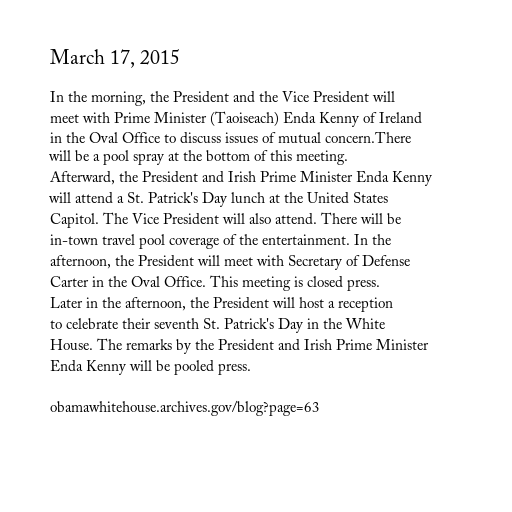 March 17, 2015
In the morning, the President and the Vice President will
meet with Prime Minister (Taoiseach) Enda Kenny of Ireland
in the Oval Office to discuss issues of mutual concern.There
will be a pool spray at the bottom of this meeting.
Afterward, the President and Irish Prime Minister Enda Kenny
will attend a St. Patrick's Day lunch at the United States
Capitol. The Vice President will also attend. There will be
in-town travel pool coverage of the entertainment. In the
afternoon, the President will meet with Secretary of Defense
Carter in the Oval Office. This meeting is closed press.
Later in the afternoon, the President will host a reception
to celebrate their seventh St. Patrick's Day in the White
House. The remarks by the President and Irish Prime Minister
Enda Kenny will be pooled press.
obamawhitehouse.archives.gov/blog?page=63